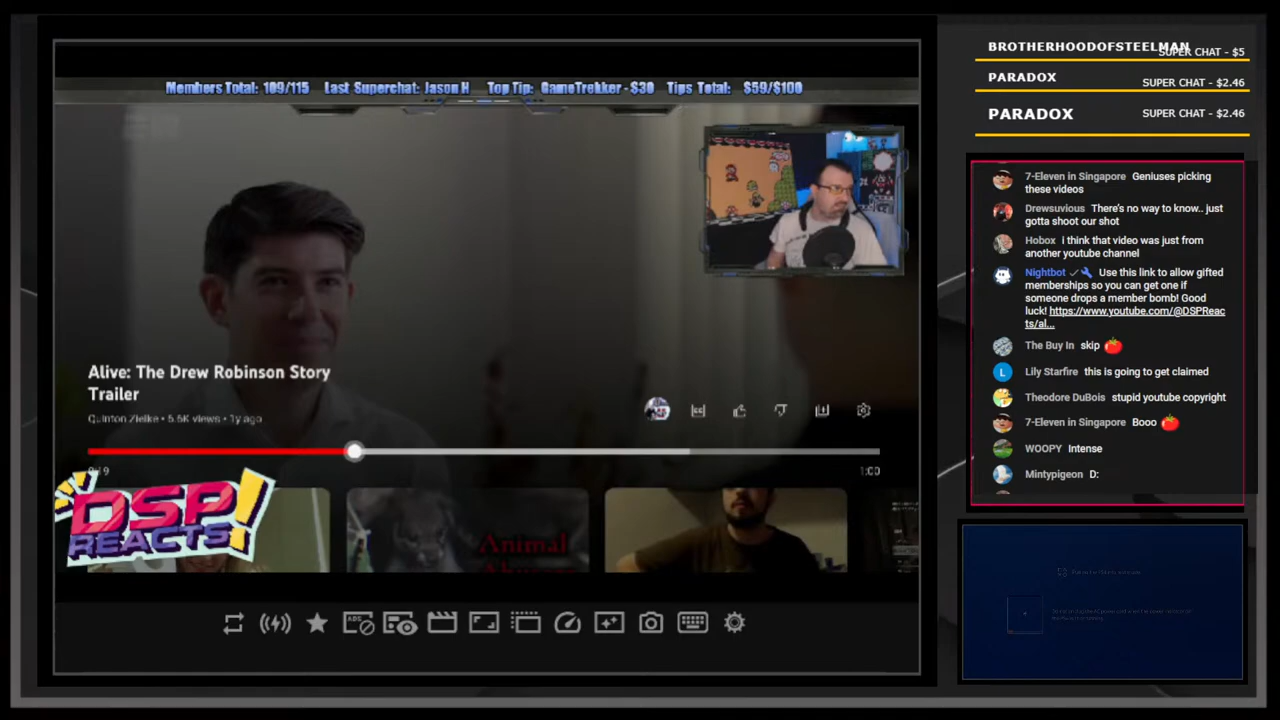 Members Total: 109/115 Last Superchat: Jason H Top Tip: GameTrekker - $30 Tips Total: $59/$100
Alive: The Drew Robinson Story
Trailer
Quinton Zielke • 5.6K views • 1y ago
1:00
DSP
REACTS!
Animal
ADS
BROTHERHOODOFSTEELMAN
SUPER CHAT - $5
PARADOX
SUPER CHAT - $2.46
PARADOX
SUPER CHAT - $2.46
7-Eleven in Singapore Geniuses picking
these videos
Drewsuvious There's no way to know.. just
gotta shoot our shot
Hobox i think that video was just from
another youtube channel
Nightbot Use this link to allow gifted
memberships so you can get one if
someone drops a member bomb! Good
luck! https://www.youtube.com/@DSPReac
ts/al...
The Buy In skip
L
Lily Starfire this is going to get claimed
Theodore DuBois stupid youtube copyright
7-Eleven in Singapore Booo
WOOPY Intense
Mintypigeon D: